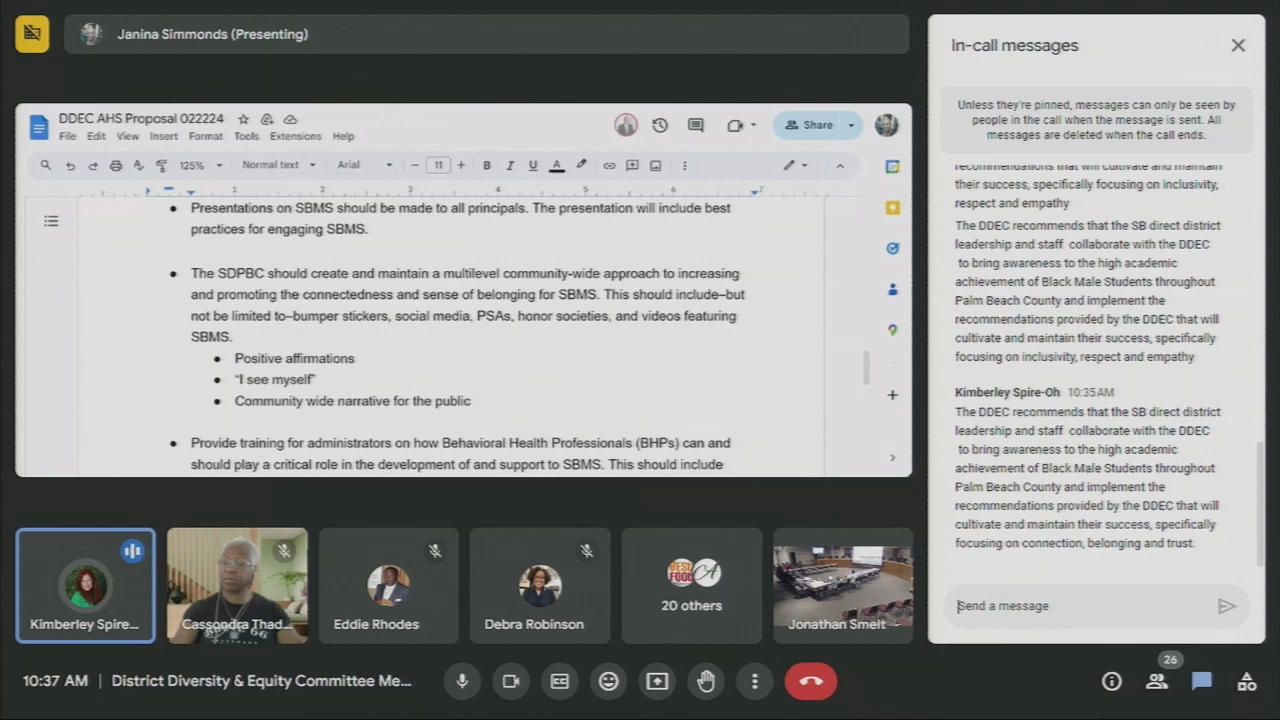 Janina Simmonds (Presenting)
DDEC AHS Proposal 022224
File Edit View Insert Format Tools Extensions Help
Share
125% Normal text Arial 11 B I U A
1 2 3 4 5 6 7
Presentations on SBMS should be made to all principals. The presentation will include best
practices for engaging SBMS.
The SDPBC should create and maintain a multilevel community-wide approach to increasing
and promoting the connectedness and sense of belonging for SBMS. This should include–but
not be limited to–bumper stickers, social media, PSAs, honor societies, and videos featuring
SBMS.
Positive affirmations
"I see myself"
Community wide narrative for the public
Provide training for administrators on how Behavioral Health Professionals (BHPs) can and
should play a critical role in the development of and support to SBMS. This should include
Kimberley Spire...
Cassondra Thad...
Eddie Rhodes
Debra Robinson
20 others
Jonathan Smelt
10:37 AM | District Diversity & Equity Committee Me...
In-call messages
Unless they're pinned, messages can only be seen by
people in the call when the message is sent. All
messages are deleted when the call ends.
recommendations that will cultivate and maintain
their success, specifically focusing on inclusivity,
respect and empathy
The DDEC recommends that the SB direct district
leadership and staff collaborate with the DDEC
to bring awareness to the high academic
achievement of Black Male Students throughout
Palm Beach County and implement the
recommendations provided by the DDEC that will
cultivate and maintain their success, specifically
focusing on inclusivity, respect and empathy
Kimberley Spire-Oh 10:35 AM
The DDEC recommends that the SB direct district
leadership and staff collaborate with the DDEC
to bring awareness to the high academic
achievement of Black Male Students throughout
Palm Beach County and implement the
recommendations provided by the DDEC that will
cultivate and maintain their success, specifically
focusing on connection, belonging and trust.
Send a message
26